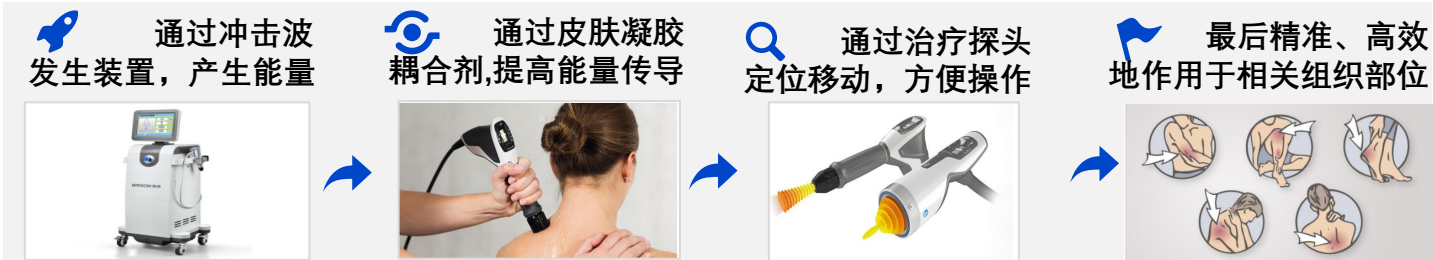 通过冲击波
发生装置，产生能量
通过皮肤凝胶
耦合剂,提高能量传导
通过治疗探头
定位移动，方便操作
最后精准、高效
地作用于相关组织部位